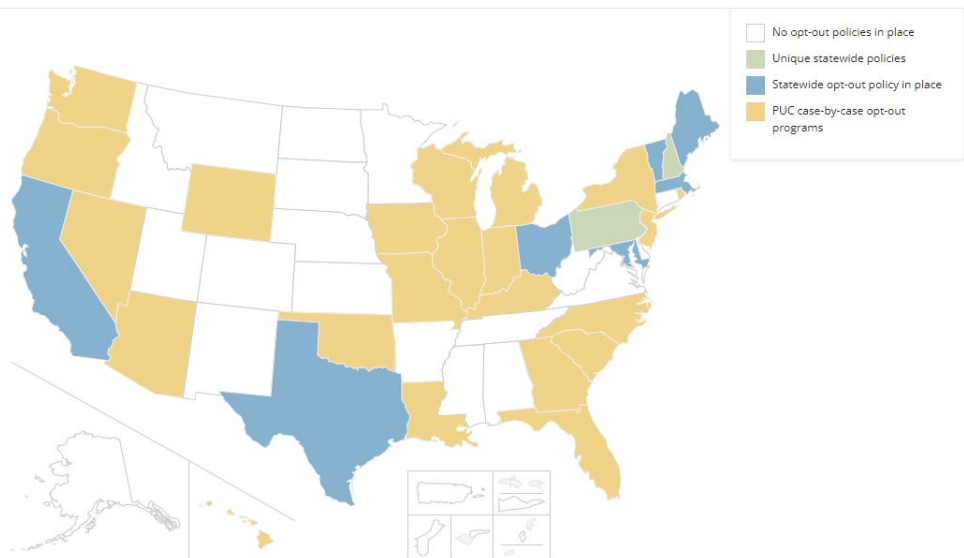 No opt-out policies in place
Unique statewide policies
Statewide opt-out policy in place
PUC case-by-case opt-out
programs